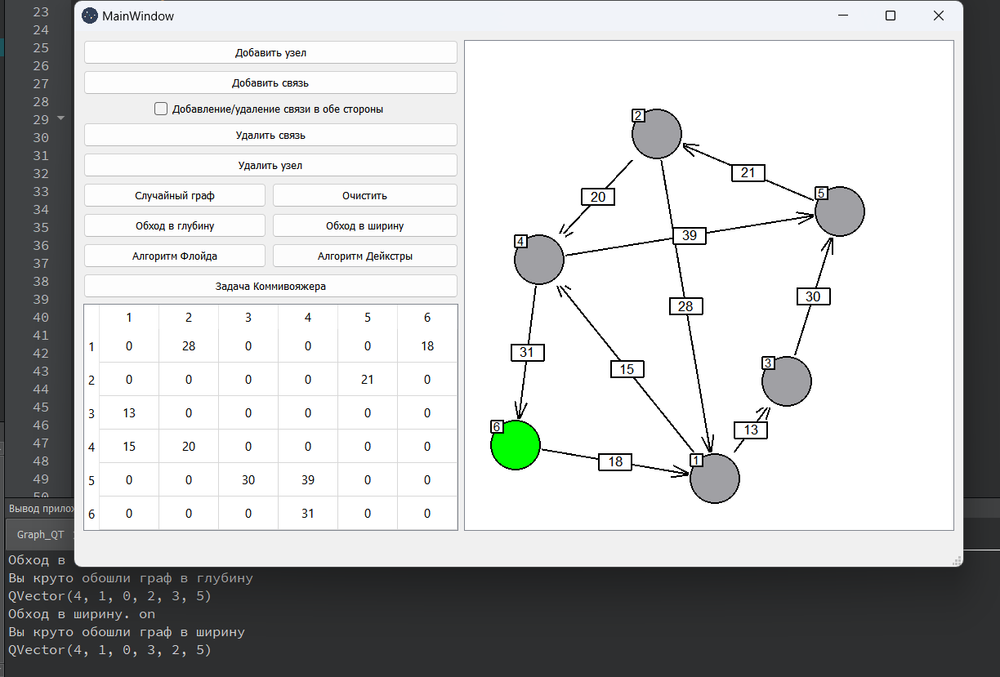 23
24
25
26
27
28
29
30
31
32
33
34
35
36
37
38
39
40
41
42
43
44
45
46
47
48
49
50
MainWindow
Добавить узел
Добавить связь
Добавление/удаление связи в обе стороны
Удалить связь
Удалить узел
Случайный граф Очистить
Обход в глубину Обход в ширину
Алгоритм Флойда Алгоритм Дейкстры
Задача Коммивояжера
1 2 3 4 5 6
1 0 28 0 0 0 18
2 0 0 0 0 21 0
3 13 0 0 0 0 0
4 15 20 0 0 0 0
5 0 0 30 39 0 0
6 0 0 0 31 0 0
2
21
5
20
4
39
30
28
31
15
3
6
13
18
1
Вывод прилож
Graph_QT
Обход в
Вы круто обошли граф в глубину
QVector(4, 1, 0, 2, 3, 5)
Обход в ширину. on
Вы круто обошли граф в ширину
QVector(4, 1, 0, 3, 2, 5)